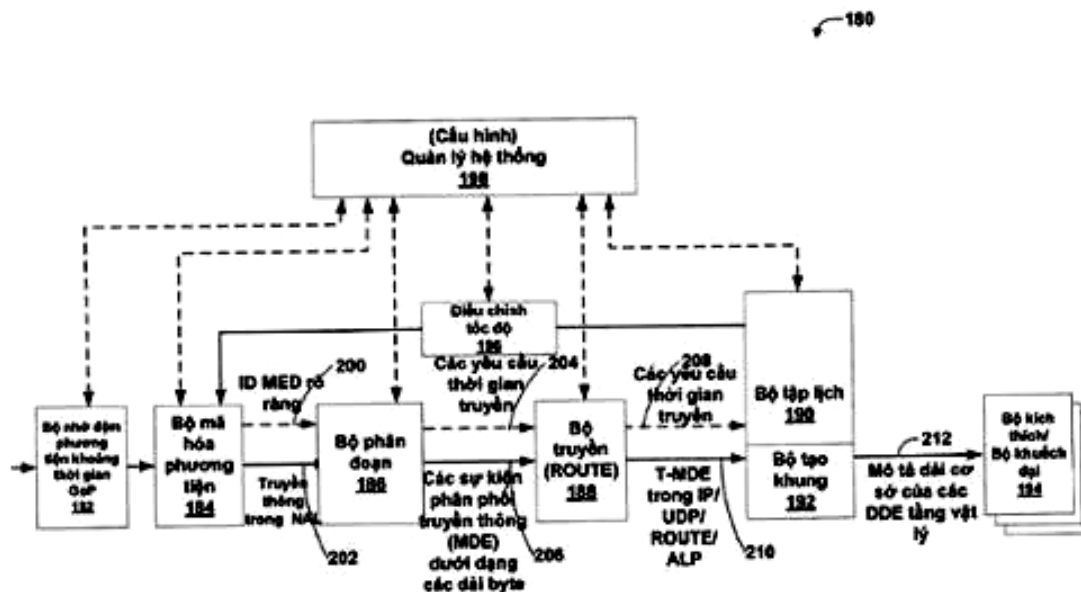 180
(Cấu hình)
Quản lý hệ thống
198
Điều chỉnh
tốc độ
196
200
ID MED rõ
ràng
204
Các yêu cầu
thời gian
truyền
208
Các yêu cầu
thời gian
truyền
Bộ nhớ đệm
phương
tiện khoảng
thời gian
GoP
182
Bộ mã
hóa
phương
tiện
184
Bộ phân
đoạn
186
Bộ
truyền
(ROUTE)
188
Bộ tập lịch
190
Bộ tạo
khung
192
212
Bộ kích
thích/
Bộ khuếch
đại
194
Truyền
thông
trong NAL
202
Các sự kiện
phân phối
truyền thông
(MDE)
dưới dạng
các dải byte
206
T-MDE
trong IP/
UDP/
ROUTE/
ALP
210
Mô tả dải cơ
sở của các
DDE tầng vật
lý